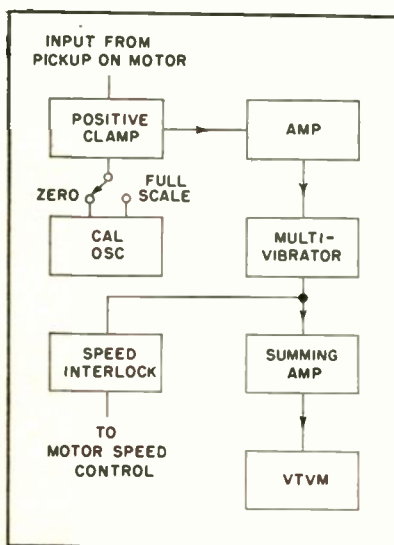 INPUT FROM
PICKUP ON MOTOR
POSITIVE
CLAMP
AMP
ZERO
FULL
SCALE
CAL
OSC
MULTI-
VIBRATOR
SPEED
INTERLOCK
SUMMING
AMP
TO
MOTOR SPEED
CONTROL
VTVM